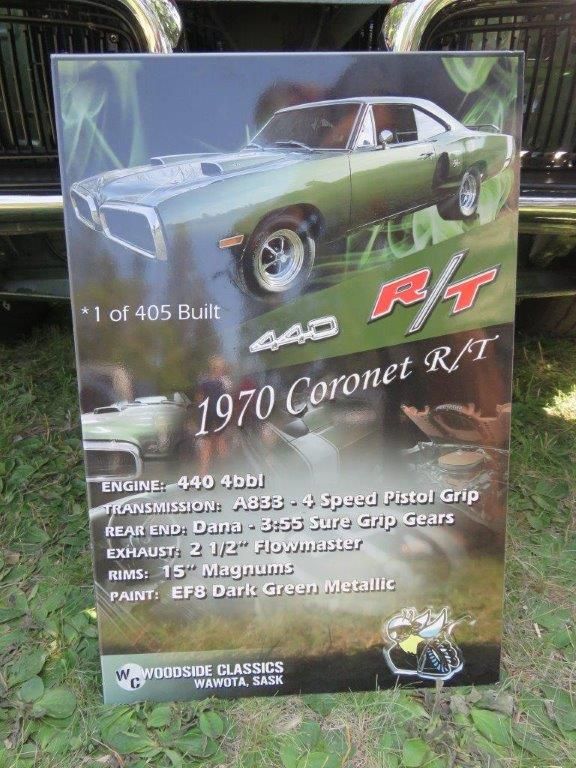 *1 of 405 Built
440
R/T
1970 Coronet R/T
ENGINE: 440 4bbl
TRANSMISSION: A833 - 4 Speed Pistol Grip
REAR END: Dana - 3:55 Sure Grip Gears
EXHAUST: 2 1/2" Flowmaster
RIMS: 15" Magnums
PAINT: EF8 Dark Green Metallic
WC WOODSIDE CLASSICS
WAWOTA, SASK